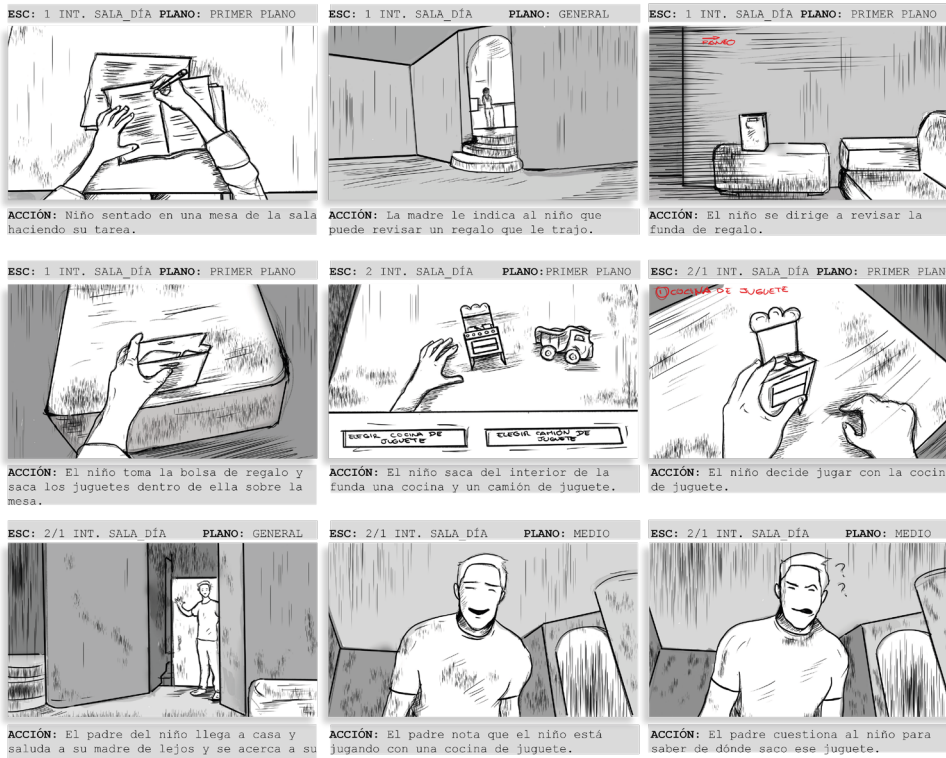 ESC: 1 INT. SALA_DÍA PLANO: PRIMER PLANO
ACCIÓN: Niño sentado en una mesa de la sala
haciendo su tarea.
ESC: 1 INT. SALA_DÍA PLANO: GENERAL
ACCIÓN: La madre le indica al niño que
puede revisar un regalo que le trajo.
ESC: 1 INT. SALA_DÍA PLANO: PRIMER PLANO
ACCIÓN: El niño se dirige a revisar la
funda de regalo.
ESC: 1 INT. SALA_DÍA PLANO: PRIMER PLANO
ACCIÓN: El niño toma la bolsa de regalo y
saca los juguetes dentro de ella sobre la
mesa.
ESC: 2 INT. SALA_DÍA PLANO:PRIMER PLANO
ELEGIR COCINA DE
JUGUETE
ELEGIR CAMIÓN DE
JUGUETE
ACCIÓN: El niño saca del interior de la
funda una cocina y un camión de juguete.
ESC: 2/1 INT. SALA_DÍA PLANO: PRIMER PLAN
1 COCINA DE JUGUETE
ACCIÓN: El niño decide jugar con la cocin
de juguete.
ESC: 2/1 INT. SALA_DÍA PLANO: GENERAL
ACCIÓN: El padre del niño llega a casa y
saluda a su madre de lejos y se acerca a su
ESC: 2/1 INT. SALA_DÍA PLANO: MEDIO
ACCIÓN: El padre nota que el niño está
jugando con una cocina de juguete.
ESC: 2/1 INT. SALA_DÍA PLANO: MEDIO
? ? ?
ACCIÓN: El padre cuestiona al niño para
saber de dónde saco ese juguete.